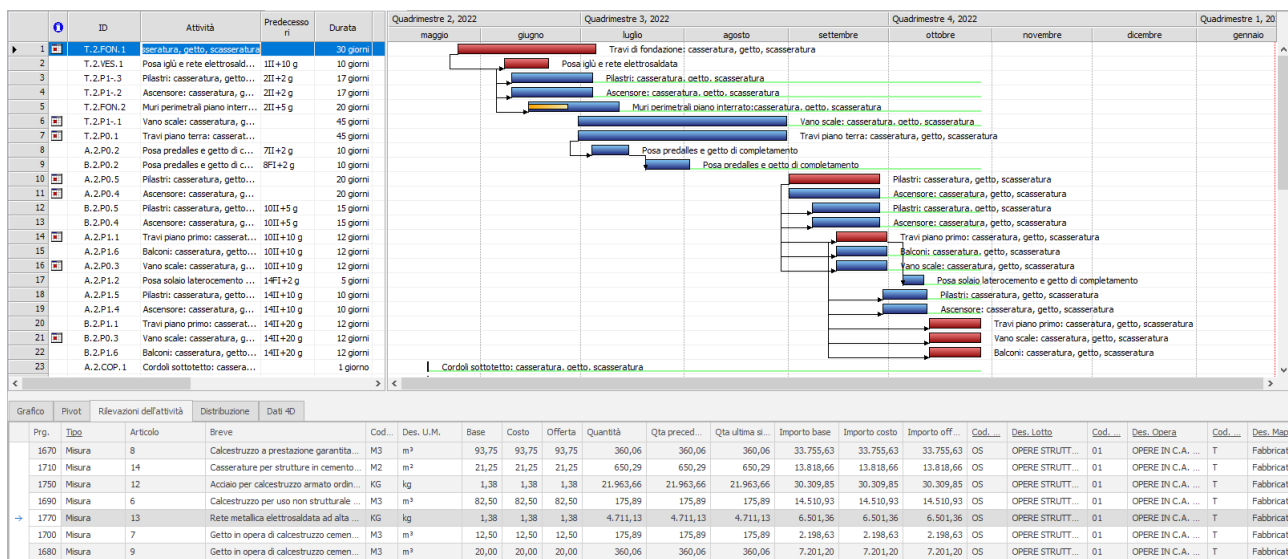 Quadrimestre 2, 2022 Quadrimestre 3, 2022 Quadrimestre 4, 2022 Quadrimestre 1, 20
ID Attività Predecesso ri Durata maggio giugno luglio agosto settembre ottobre novembre dicembre gennaio
1 T.2.FON.1 sseratura, getto, scasseratura 30 giorni Travi di fondazione: casseratura, getto, scasseratura
2 T.2.VES.1 Posa iglù e rete elettrosald... 1II+10 g 10 giorni Posa iglù e rete elettrosaldata
3 T.2.P1-.3 Pilastri: casseratura, getto... 2II+2 g 17 giorni Pilastri: casseratura, getto, scasseratura
4 T.2.P1-.2 Ascensore: casseratura, g... 2II+2 g 17 giorni Ascensore: casseratura, getto, scasseratura
5 T.2.FON.2 Muri perimetrali piano interr... 2II+5 g 20 giorni Muri perimetrali piano interrato:casseratura, getto, scasseratura
6 T.2.P1-.1 Vano scale: casseratura, g... 45 giorni Vano scale: casseratura, getto, scasseratura
7 T.2.P0.1 Travi piano terra: casserat... 45 giorni Travi piano terra: casseratura, getto, scasseratura
8 A.2.P0.2 Posa predalles e getto di c... 7II+2 g 10 giorni Posa predalles e getto di completamento
9 B.2.P0.2 Posa predalles e getto di c... 8FI+2 g 10 giorni Posa predalles e getto di completamento
10 A.2.P0.5 Pilastri: casseratura, getto... 20 giorni Pilastri: casseratura, getto, scasseratura
11 A.2.P0.4 Ascensore: casseratura, g... 20 giorni Ascensore: casseratura, getto, scasseratura
12 B.2.P0.5 Pilastri: casseratura, getto... 10II+5 g 15 giorni Pilastri: casseratura, getto, scasseratura
13 B.2.P0.4 Ascensore: casseratura, g... 10II+5 g 15 giorni Ascensore: casseratura, getto, scasseratura
14 A.2.P1.1 Travi piano primo: casserat... 10II+10 g 12 giorni Travi piano primo: casseratura, getto, scasseratura
15 A.2.P1.6 Balconi: casseratura, getto... 10II+10 g 12 giorni Balconi: casseratura, getto, scasseratura
16 A.2.P0.3 Vano scale: casseratura, g... 10II+10 g 12 giorni Vano scale: casseratura, getto, scasseratura
17 A.2.P1.2 Posa solaio laterocemento ... 14FI+2 g 5 giorni Posa solaio laterocemento e getto di completamento
18 A.2.P1.5 Pilastri: casseratura, getto... 14II+10 g 10 giorni Pilastri: casseratura, getto, scasseratura
19 A.2.P1.4 Ascensore: casseratura, g... 14II+10 g 10 giorni Ascensore: casseratura, getto, scasseratura
20 B.2.P1.1 Travi piano primo: casserat... 14II+20 g 12 giorni Travi piano primo: casseratura, getto, scasseratura
21 B.2.P0.3 Vano scale: casseratura, g... 14II+20 g 12 giorni Vano scale: casseratura, getto, scasseratura
22 B.2.P1.6 Balconi: casseratura, getto... 14II+20 g 12 giorni Balconi: casseratura, getto, scasseratura
23 A.2.COP.1 Cordoli sottotetto: cassera... 1 giorno Cordoli sottotetto: casseratura, getto, scasseratura
Grafico Pivot Rilevazioni dell'attività Distribuzione Dati 4D
Prg. Tipo Articolo Breve Cod... Des. U.M. Base Costo Offerta Quantità Qta preced... Qta ultima si... Importo base Importo costo Importo off... Cod. ... Des. Lotto Cod. ... Des. Opera Cod. ... Des. Map
1670 Misura 8 Calcestruzzo a prestazione garantita... M3 m³ 93,75 93,75 93,75 360,06 360,06 360,06 33.755,63 33.755,63 33.755,63 OS OPERE STRUTT... 01 OPERE IN C.A. ... T Fabbricat
1710 Misura 14 Casserature per strutture in cemento... M2 m² 21,25 21,25 21,25 650,29 650,29 650,29 13.818,66 13.818,66 13.818,66 OS OPERE STRUTT... 01 OPERE IN C.A. ... T Fabbricat
1750 Misura 12 Acciaio per calcestruzzo armato ordin... KG kg 1,38 1,38 1,38 21.963,66 21.963,66 21.963,66 30.309,85 30.309,85 30.309,85 OS OPERE STRUTT... 01 OPERE IN C.A. ... T Fabbricat
1690 Misura 6 Calcestruzzo per uso non strutturale ... M3 m³ 82,50 82,50 82,50 175,89 175,89 175,89 14.510,93 14.510,93 14.510,93 OS OPERE STRUTT... 01 OPERE IN C.A. ... T Fabbricat
1770 Misura 13 Rete metallica elettrosaldata ad alta ... KG kg 1,38 1,38 1,38 4.711,13 4.711,13 4.711,13 6.501,36 6.501,36 6.501,36 OS OPERE STRUTT... 01 OPERE IN C.A. ... T Fabbricat
1700 Misura 7 Getto in opera di calcestruzzo cemen... M3 m³ 12,50 12,50 12,50 175,89 175,89 175,89 2.198,63 2.198,63 2.198,63 OS OPERE STRUTT... 01 OPERE IN C.A. ... T Fabbricat
1680 Misura 9 Getto in opera di calcestruzzo cemen... M3 m³ 20,00 20,00 20,00 360,06 360,06 360,06 7.201,20 7.201,20 7.201,20 OS OPERE STRUTT... 01 OPERE IN C.A. ... T Fabbricat